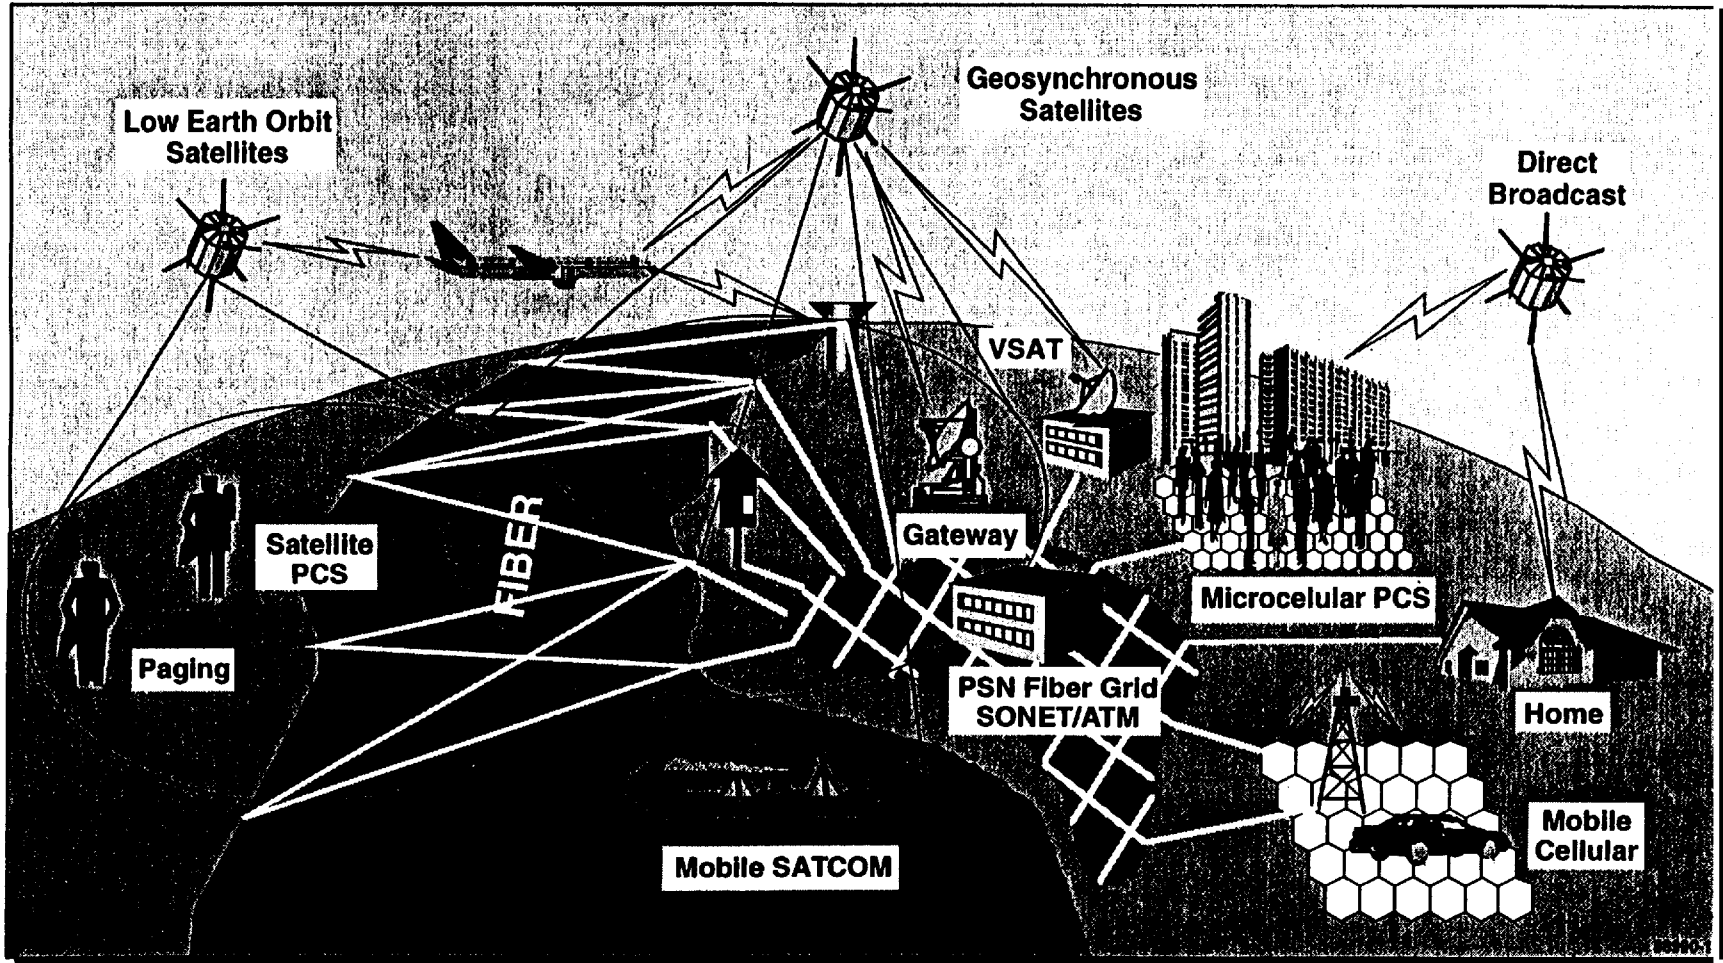 Geosynchronous
Satellites
Low Earth Orbit
Satellites
Direct
Broadcast
VSAT
FIBER
Gateway
Satellite
PCS
Microcelular PCS
Paging
PSN Fiber Grid
SONET/ATM
Home
Mobile
Cellular
Mobile SATCOM